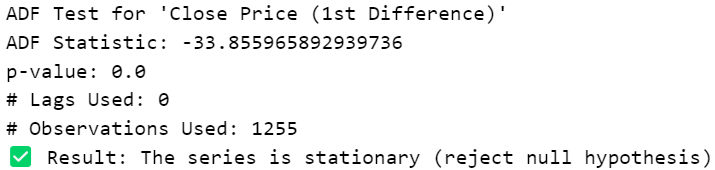 ADF Test for 'Close Price (1st Difference)'
ADF Statistic: -33.855965892939736
p-value: 0.0
# Lags Used: 0
# Observations Used: 1255
✅ Result: The series is stationary (reject null hypothesis)